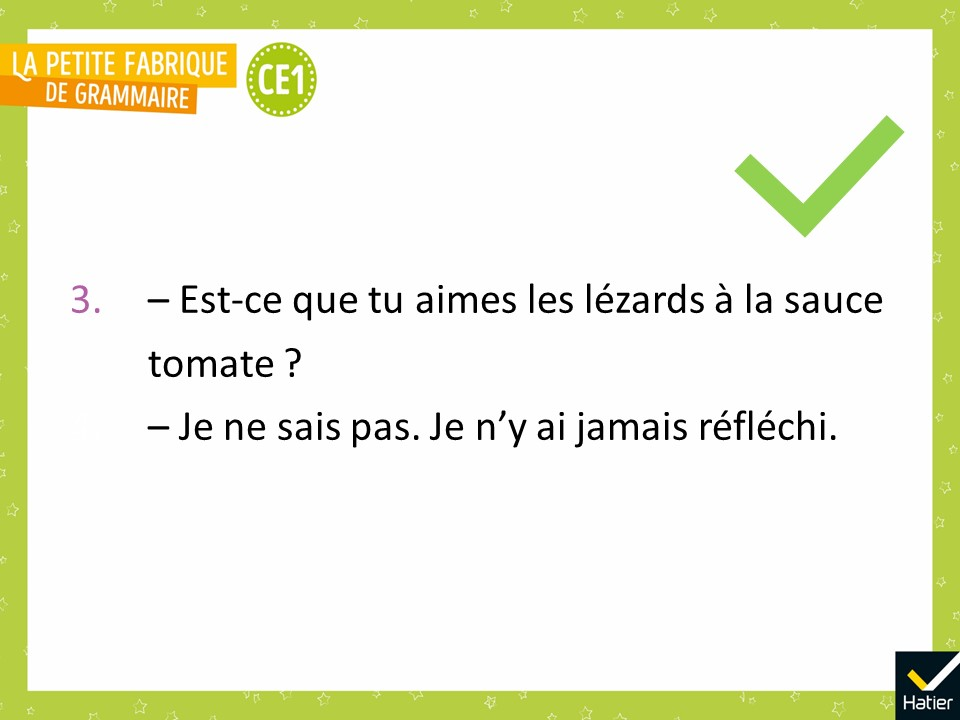 LA PETITE FABRIQUE
DE GRAMMAIRE
CE1
3. – Est-ce que tu aimes les lézards à la sauce
tomate ?
– Je ne sais pas. Je n’y ai jamais réfléchi.
Hatier